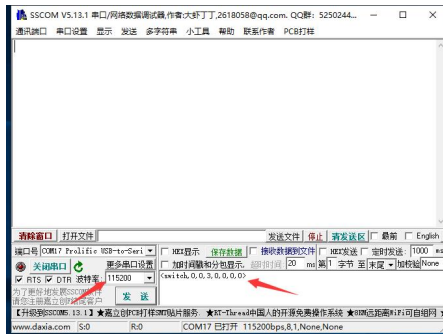 SSCOM V5.13.1 串口/网络数据调试器,作者:大虾丁丁,2618058@qq.com. QQ群: 5250244...
通讯端口 串口设置 显示 发送 多字符串 小工具 帮助 联系作者 PCB打样
清除窗口 打开文件 发送文件 停止 清发送区 最前 English
端口号 COM17 Prolific USB-to-Seri HEX显示 保存数据 接收数据到文件 HEX发送 定时发送: 1000 ms
关闭串口 更多串口设置 加时间戳和分包显示, 超时时间 20 ms 第 1 字节 至 末尾 加校验 None
RTS DTR 波特率: 115200 <switch,0,0,3,0,0,0,0>
为了更好地发展SSCOM软件
请您注册嘉立创P结尾客户 发 送
【升级到SSCOM5.13.1】★嘉立创PCB打样SMT贴片服务. ★RT-Thread中国人的开源免费操作系统 ★8KM远距离WiFi可自组网
www.daxia.com S:0 R:0 COM17 已打开 115200bps,8,1,None,None